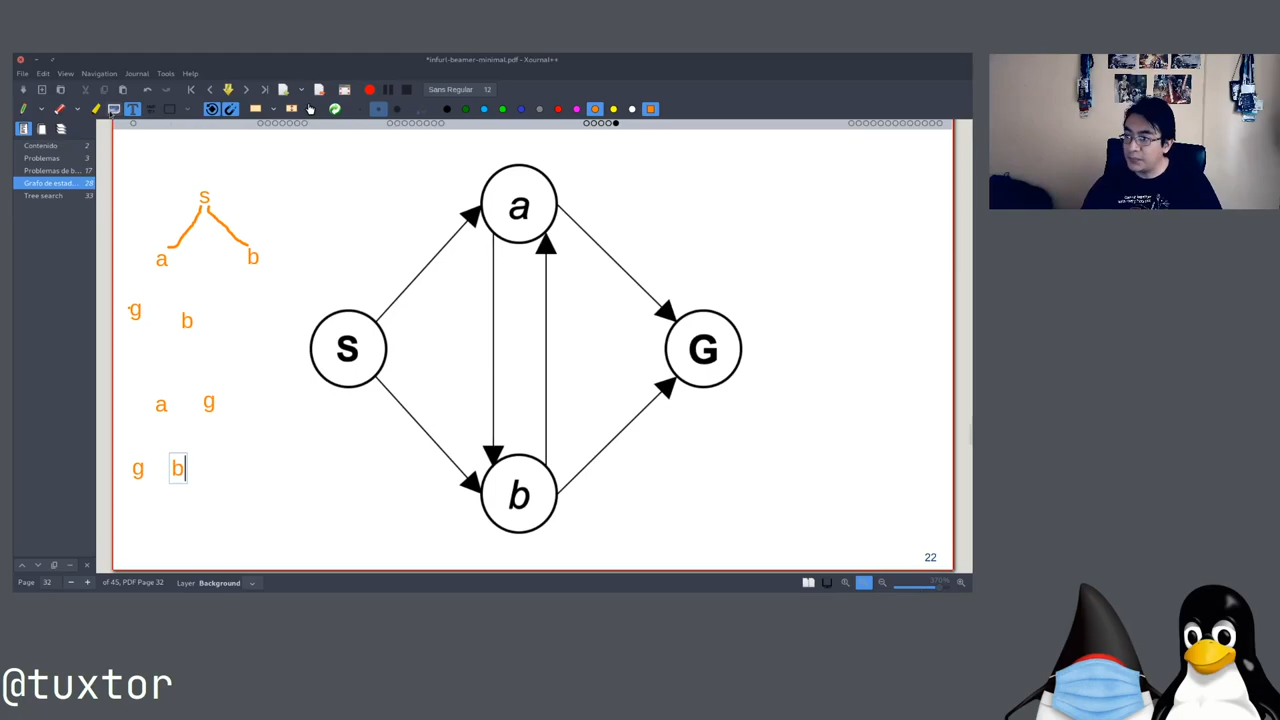 *infurl-beamer-minimal.pdf - Xournal++
File Edit View Navigation Journal Tools Help
Sans Regular 12
Contenido 2
Problemas 3
Problemas de b... 17
Grafo de estad... 28
Tree search 33
s
a b
g b
a g
g b
a
S
G
b
22
Page 32 of 45, PDF Page 32 Layer Background 370%
@tuxtor